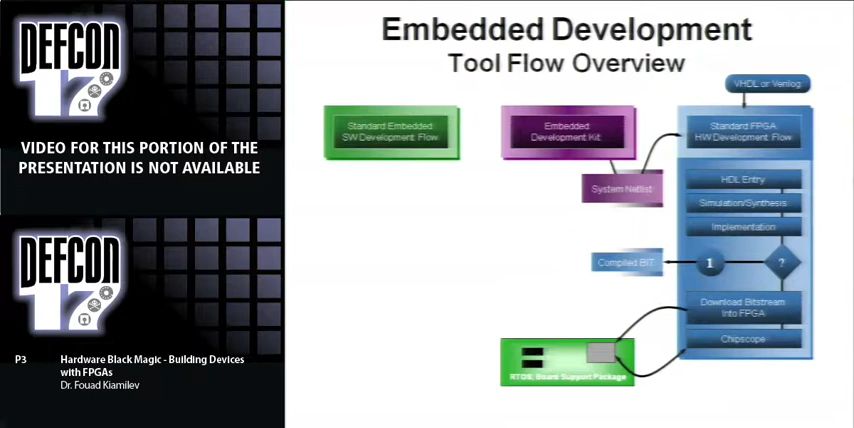 DEFCON
17
VIDEO FOR THIS PORTION OF THE
PRESENTATION IS NOT AVAILABLE
DEFCON
17
P3 Hardware Black Magic - Building Devices
with FPGAs
Dr. Fouad Kiamilev
Embedded Development
Tool Flow Overview
VHDL or Verilog
Standard Embedded
SW Development Flow
Embedded
Development Kit
Standard FPGA
HW Development Flow
System Netlist
HDL Entry
Simulation/Synthesis
Implementation
Compiled BIT
1
?
Download Bitstream
Into FPGA
Chipscope
RTOS, Board Support Package